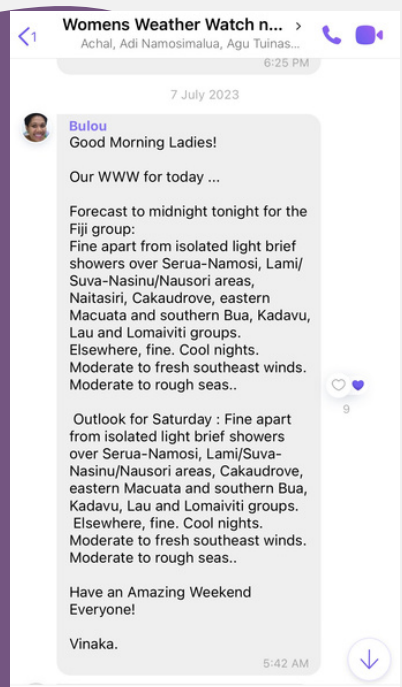 1
Womens Weather Watch n... >
Achal, Adi Namosimalua, Agu Tuinas...
6:25 PM
7 July 2023
Bulou
Good Morning Ladies!
Our WWW for today ...
Forecast to midnight tonight for the
Fiji group:
Fine apart from isolated light brief
showers over Serua-Namosi, Lami/
Suva-Nasinu/Nausori areas,
Naitasiri, Cakaudrove, eastern
Macuata and southern Bua, Kadavu,
Lau and Lomaiviti groups.
Elsewhere, fine. Cool nights.
Moderate to fresh southeast winds.
Moderate to rough seas..
9
Outlook for Saturday : Fine apart
from isolated light brief showers
over Serua-Namosi, Lami/Suva-
Nasinu/Nausori areas, Cakaudrove,
eastern Macuata and southern Bua,
Kadavu, Lau and Lomaiviti groups.
Elsewhere, fine. Cool nights.
Moderate to fresh southeast winds.
Moderate to rough seas..
Have an Amazing Weekend
Everyone!
Vinaka.
5:42 AM